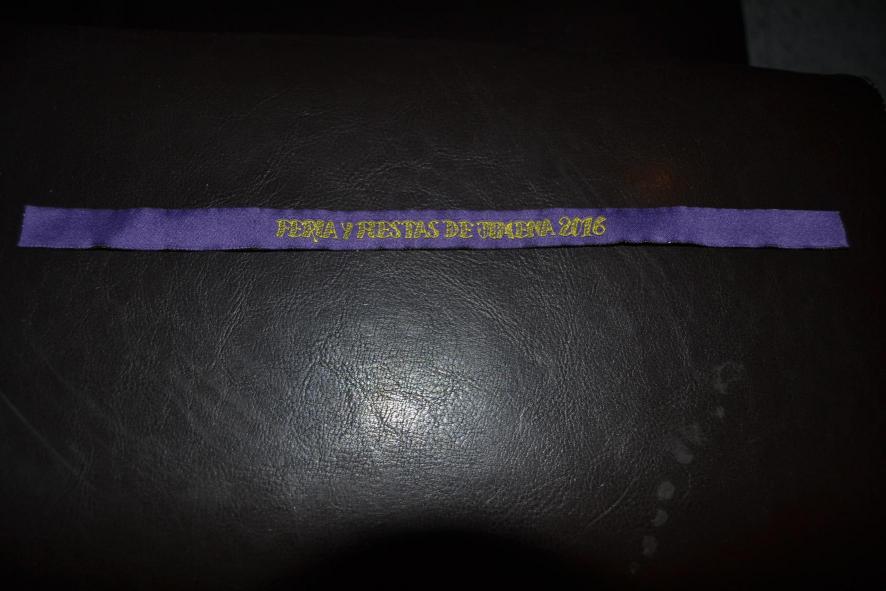 FERIA Y FIESTAS DE JIMENA 2016